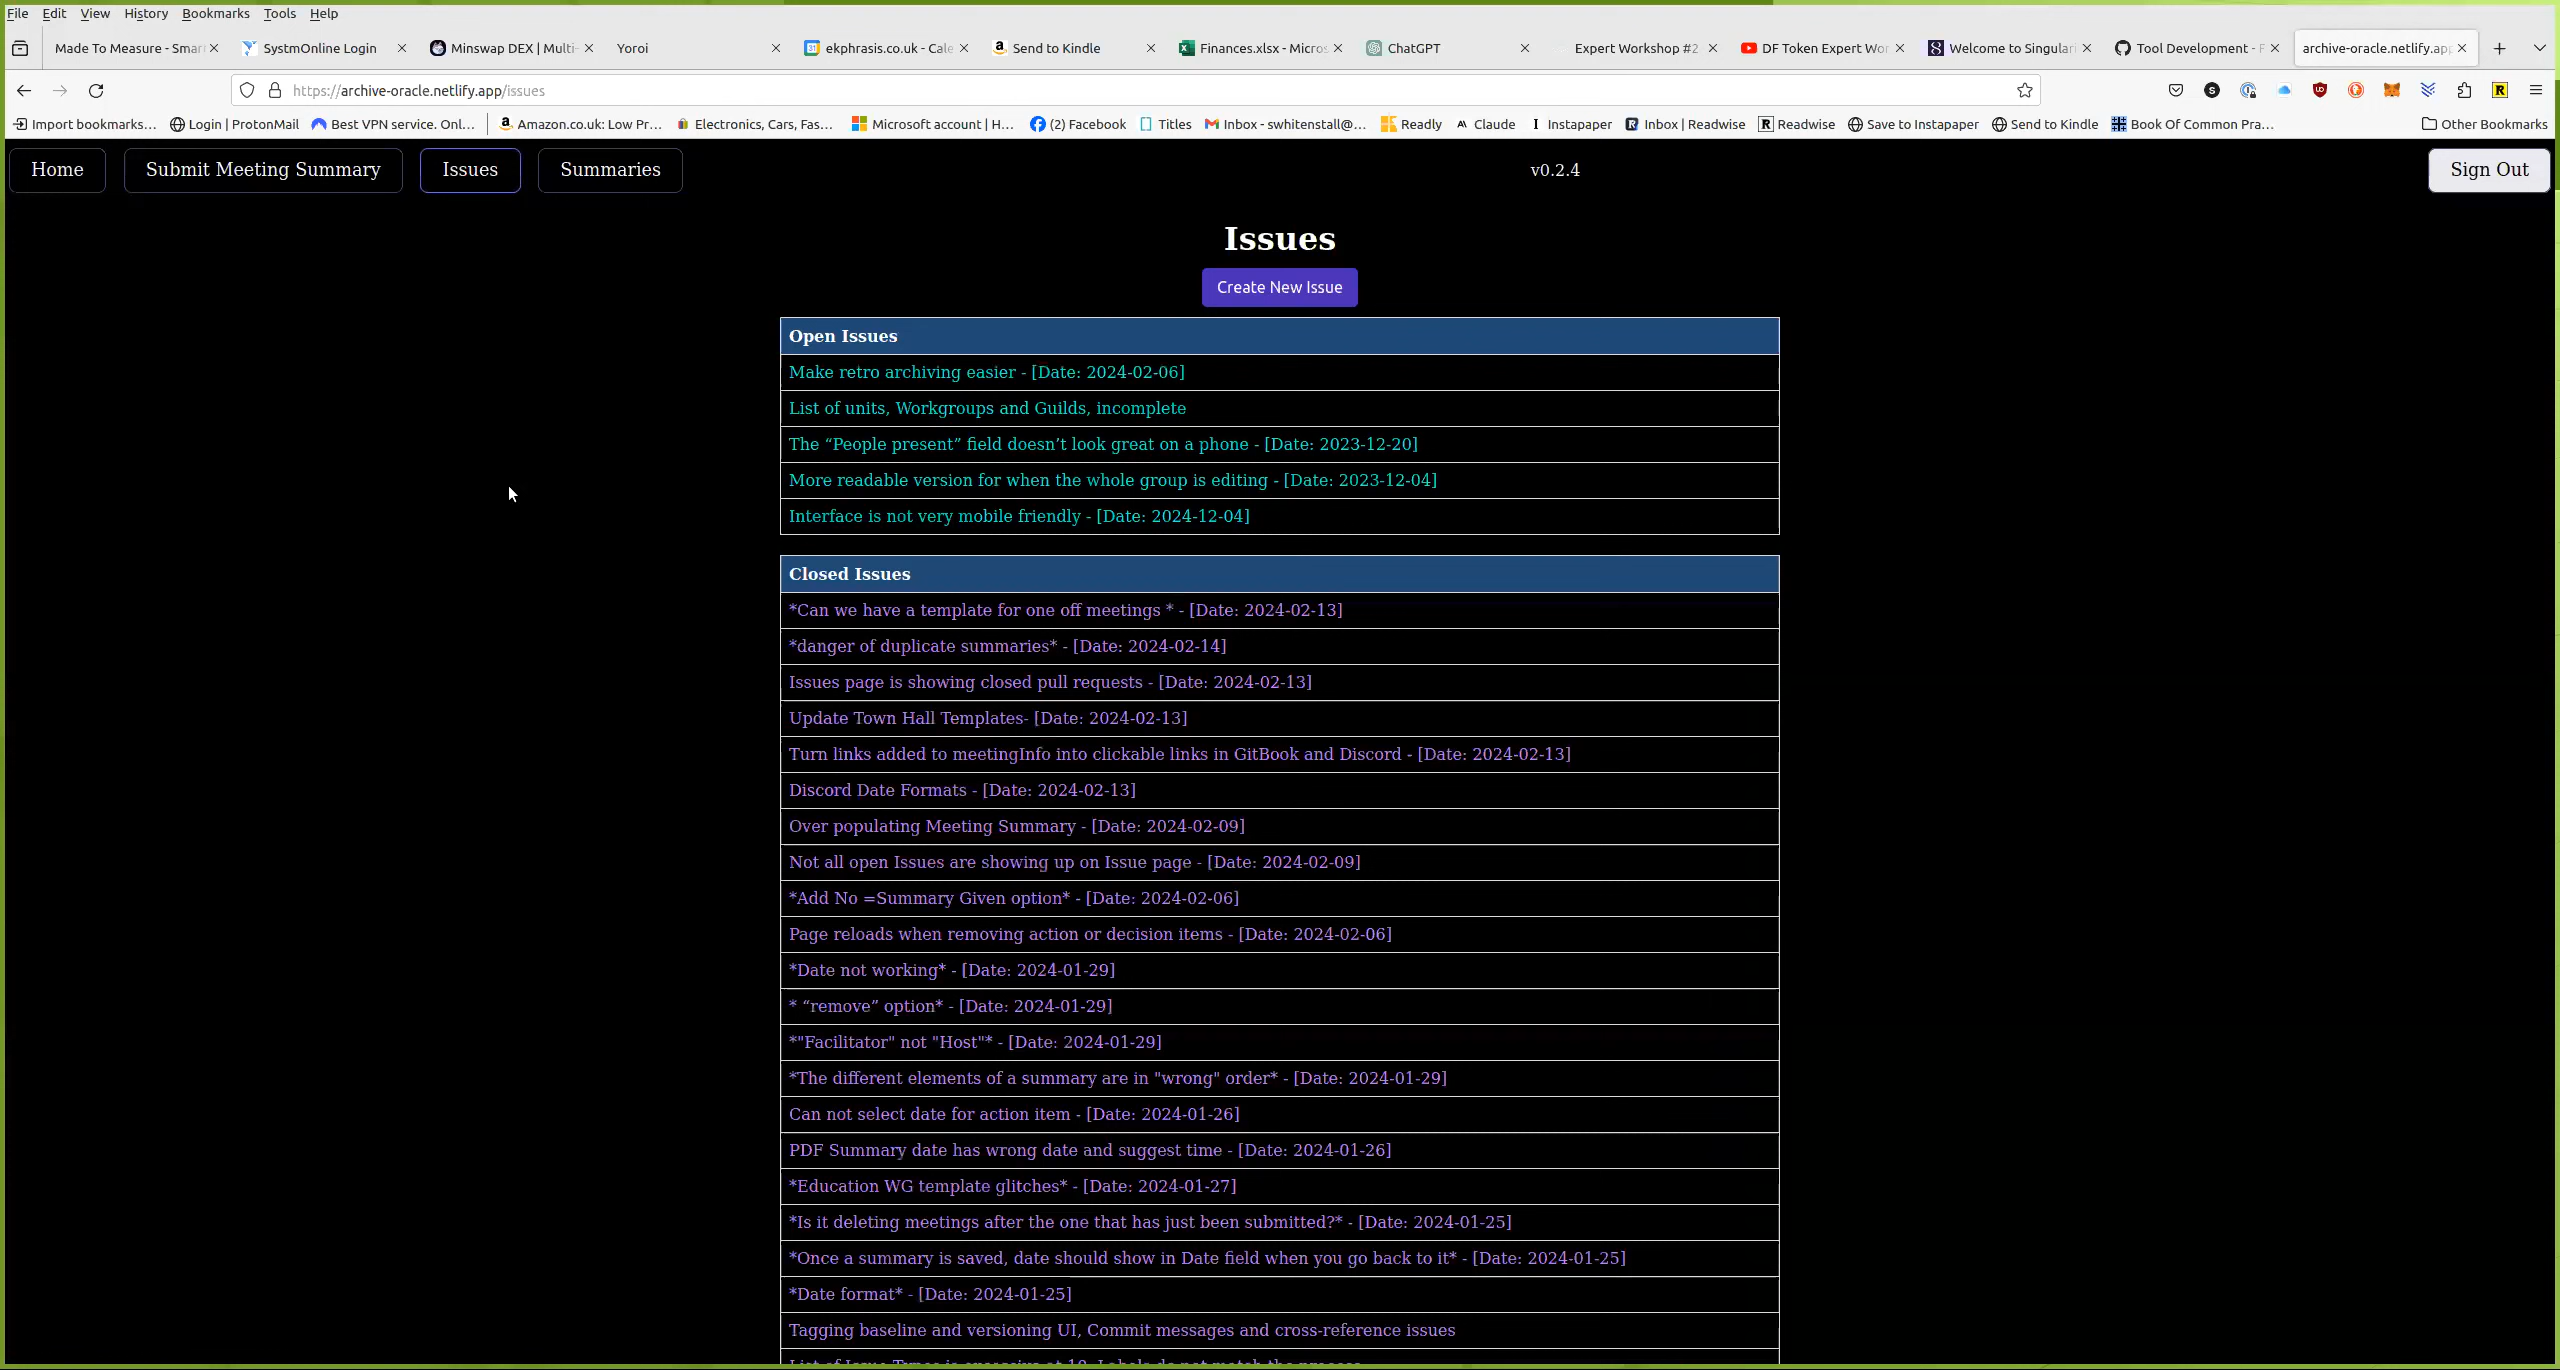 File Edit View History Bookmarks Tools Help
Made To Measure - Smar SystmOnline Login Minswap DEX | Multi- Yoroi ekphrasis.co.uk - Cale Send to Kindle Finances.xlsx - Micros ChatGPT Expert Workshop #2 DF Token Expert Wor Welcome to Singulari Tool Development - F archive-oracle.netlify.app
https://archive-oracle.netlify.app/issues
Import bookmarks... Login | ProtonMail Best VPN service. Onl... Amazon.co.uk: Low Pr... Electronics, Cars, Fas... Microsoft account | H... (2) Facebook Titles Inbox - swhitenstall@... Readly Claude Instapaper Inbox | Readwise Readwise Save to Instapaper Send to Kindle Book Of Common Pra... Other Bookmarks
Home Submit Meeting Summary Issues Summaries v0.2.4 Sign Out
Issues
Create New Issue
Open Issues
Make retro archiving easier - [Date: 2024-02-06]
List of units, Workgroups and Guilds, incomplete
The “People present” field doesn’t look great on a phone - [Date: 2023-12-20]
More readable version for when the whole group is editing - [Date: 2023-12-04]
Interface is not very mobile friendly - [Date: 2024-12-04]
Closed Issues
*Can we have a template for one off meetings * - [Date: 2024-02-13]
*danger of duplicate summaries* - [Date: 2024-02-14]
Issues page is showing closed pull requests - [Date: 2024-02-13]
Update Town Hall Templates- [Date: 2024-02-13]
Turn links added to meetingInfo into clickable links in GitBook and Discord - [Date: 2024-02-13]
Discord Date Formats - [Date: 2024-02-13]
Over populating Meeting Summary - [Date: 2024-02-09]
Not all open Issues are showing up on Issue page - [Date: 2024-02-09]
*Add No =Summary Given option* - [Date: 2024-02-06]
Page reloads when removing action or decision items - [Date: 2024-02-06]
*Date not working* - [Date: 2024-01-29]
* “remove” option* - [Date: 2024-01-29]
*"Facilitator" not "Host"* - [Date: 2024-01-29]
*The different elements of a summary are in "wrong" order* - [Date: 2024-01-29]
Can not select date for action item - [Date: 2024-01-26]
PDF Summary date has wrong date and suggest time - [Date: 2024-01-26]
*Education WG template glitches* - [Date: 2024-01-27]
*Is it deleting meetings after the one that has just been submitted?* - [Date: 2024-01-25]
*Once a summary is saved, date should show in Date field when you go back to it* - [Date: 2024-01-25]
*Date format* - [Date: 2024-01-25]
Tagging baseline and versioning UI, Commit messages and cross-reference issues